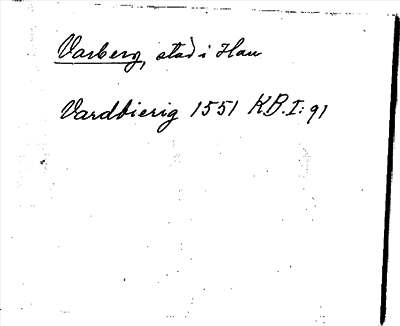 Varberg, stad i Hall
Vardbierig 1551 KB.I: 91